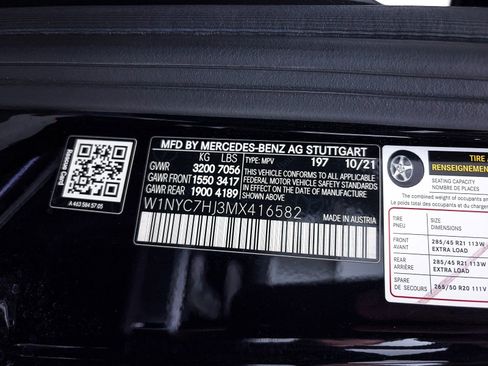 Rescue Card
A 463 584 57 05
MFD BY MERCEDES-BENZ AG STUTTGART
KG LBS TYPE: MPV 197 10/21
GVWR 3200 7056 THIS VEHICLE CONFORMS TO ALL
GAWR FRONT 1550 3417 APPLICABLE U.S. FEDERAL MOTOR
VEHICLE SAFETY STANDARDS IN
GAWR REAR 1900 4189 EFFECT ON THE DATE OF MANUFACTURE
SHOWN ABOVE
W1NYC7HJ3MX416582
TIRE
RENSEIGNEMENT
SEATING CAPACITY
NOMBRE DE PLACES
The combined weight of occupants
Le poids total des occupants
TIRE SIZE
PNEU DIMENSIONS
FRONT 285/45 R21 113W
AVANT EXTRA LOAD
REAR 285/45 R21 113W
ARRIÈRE EXTRA LOAD
SPARE 265/50 R20 111V
DE SECOURS